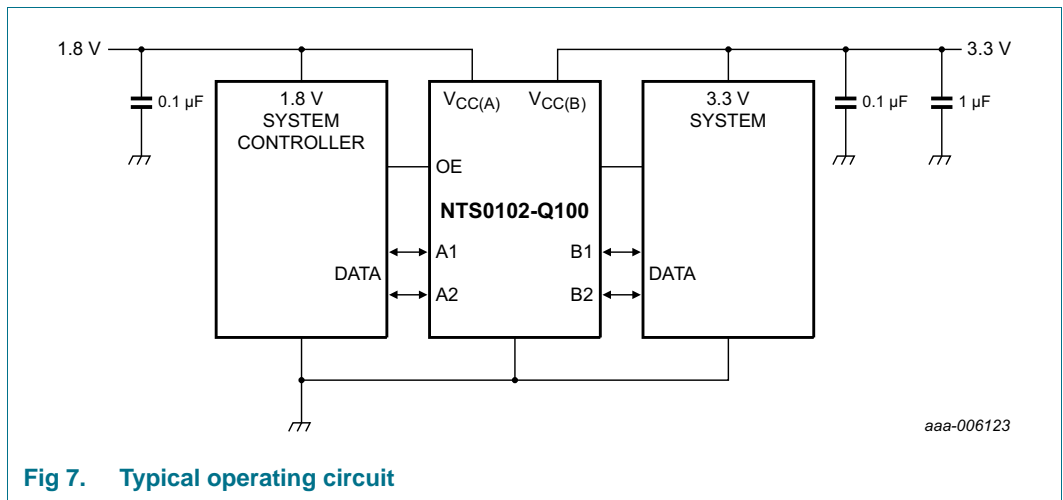 1.8 V
3.3 V
0.1 μF
1.8 V
SYSTEM
CONTROLLER
DATA
VCC(A)
VCC(B)
OE
NTS0102-Q100
A1
B1
A2
B2
3.3 V
SYSTEM
DATA
0.1 μF
1 μF
aaa-006123
Fig 7. Typical operating circuit